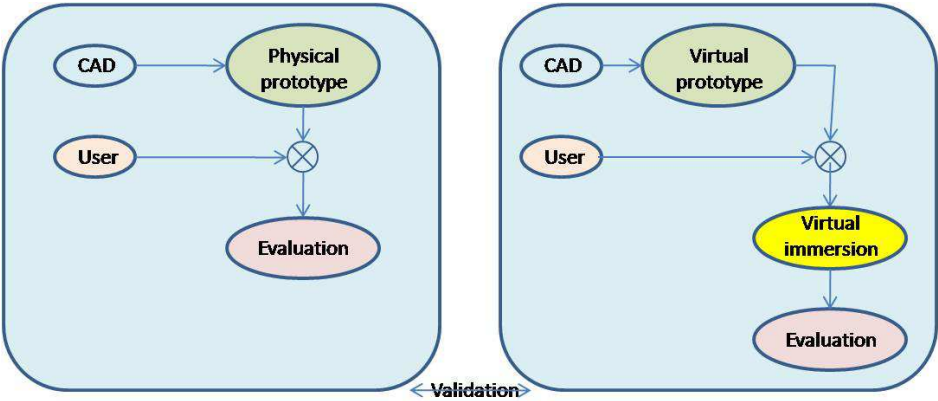 CAD
Physical
prototype
User
Evaluation
CAD
Virtual
prototype
User
Virtual
immersion
Evaluation
Validation